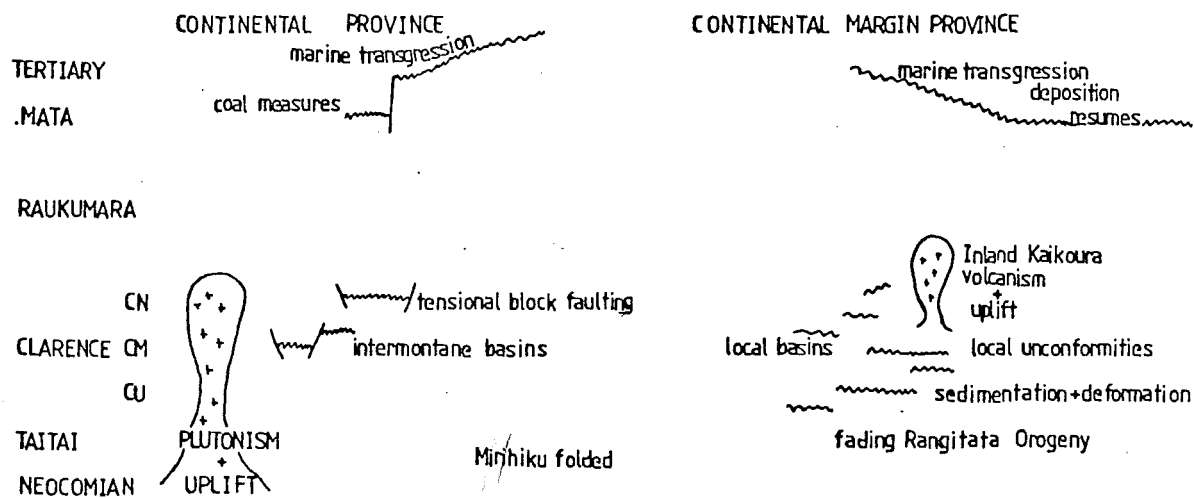 CONTINENTAL PROVINCE
CONTINENTAL MARGIN PROVINCE
marine transgression
TERTIARY
marine transgression
deposition
resumes
coal measures
.MATA
RAUKUMARA
Inland Kaikoura
volcanism
+
uplift
CN
tensional block faulting
CLARENCE CM
intermontane basins
local basins
local unconformities
CU
sedimentation+deformation
TAITAI
PLUTONISM
fading Rangitata Orogeny
Mirihiku folded
NEOCOMIAN
UPLIFT